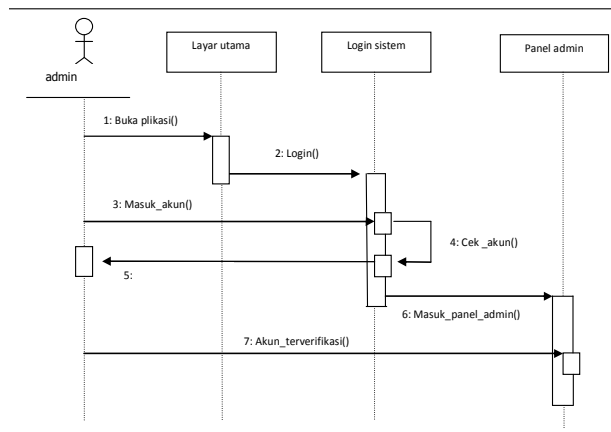 Layar utama
Login sistem
Panel admin
admin
1: Buka plikasi()
2: Login()
3: Masuk_akun()
4: Cek _akun()
5:
6: Masuk_panel_admin()
7: Akun_terverifikasi()